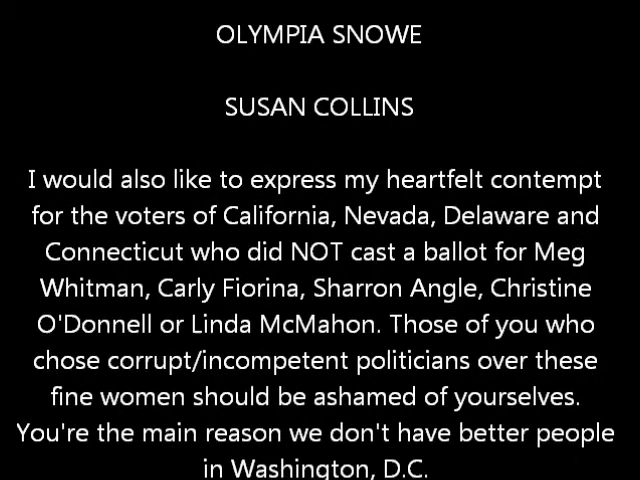 OLYMPIA SNOWE
SUSAN COLLINS
I would also like to express my heartfelt contempt
for the voters of California, Nevada, Delaware and
Connecticut who did NOT cast a ballot for Meg
Whitman, Carly Fiorina, Sharron Angle, Christine
O'Donnell or Linda McMahon. Those of you who
chose corrupt/incompetent politicians over these
fine women should be ashamed of yourselves.
You're the main reason we don't have better people
in Washington, D.C.